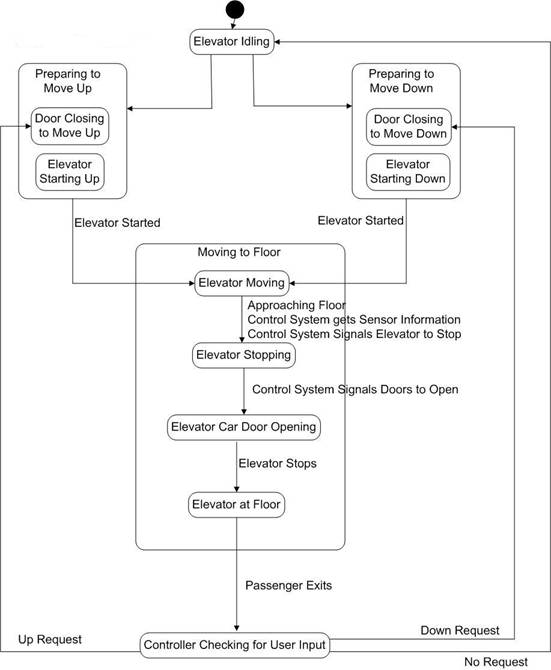 Elevator Idling
Preparing to
Move Up
Preparing to
Move Down
Door Closing
to Move Up
Door Closing
to Move Down
Elevator
Starting Up
Elevator
Starting Down
Elevator Started
Elevator Started
Moving to Floor
Elevator Moving
Approaching Floor
Control System gets Sensor Information
Control System Signals Elevator to Stop
Elevator Stopping
Control System Signals Doors to Open
Elevator Car Door Opening
Elevator Stops
Elevator at Floor
Passenger Exits
Up Request
Controller Checking for User Input
Down Request
No Request